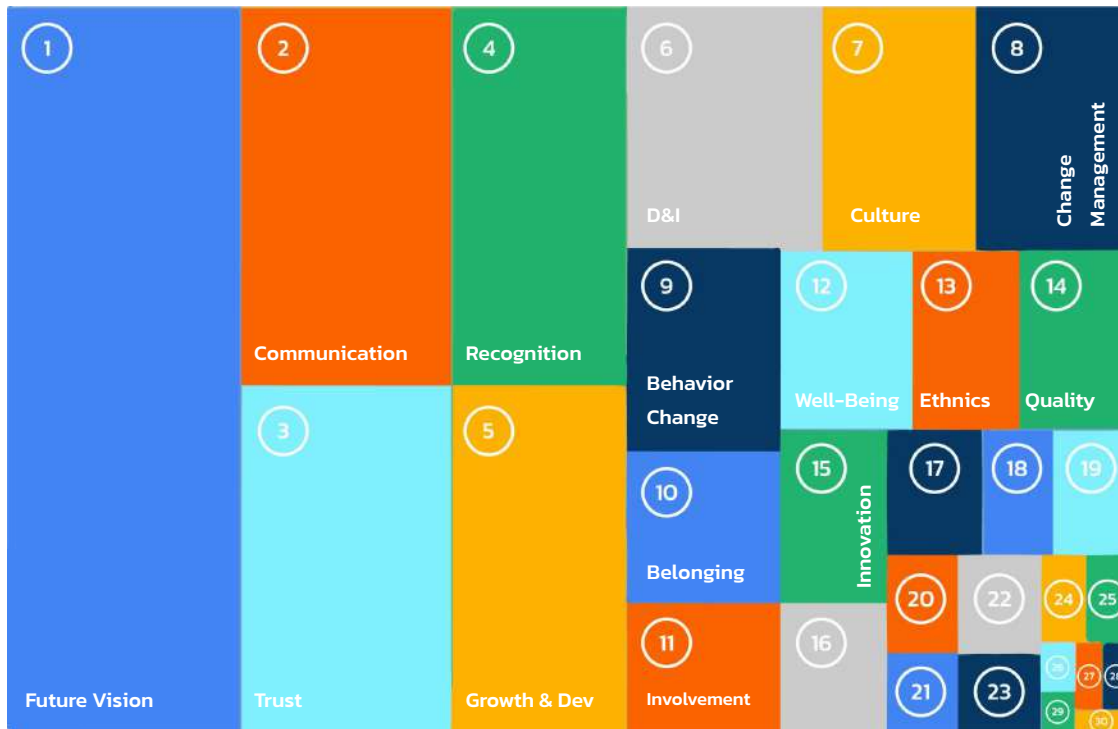 1
Future Vision
2
Communication
3
Trust
4
Recognition
5
Growth & Dev
6
D&I
7
Culture
8
Change
Management
9
Behavior
Change
10
Belonging
11
Involvement
12
Well-Being
13
Ethnics
14
Quality
15
Innovation
16
17
18
19
20
21
22
23
24
25
26
27
28
29
30